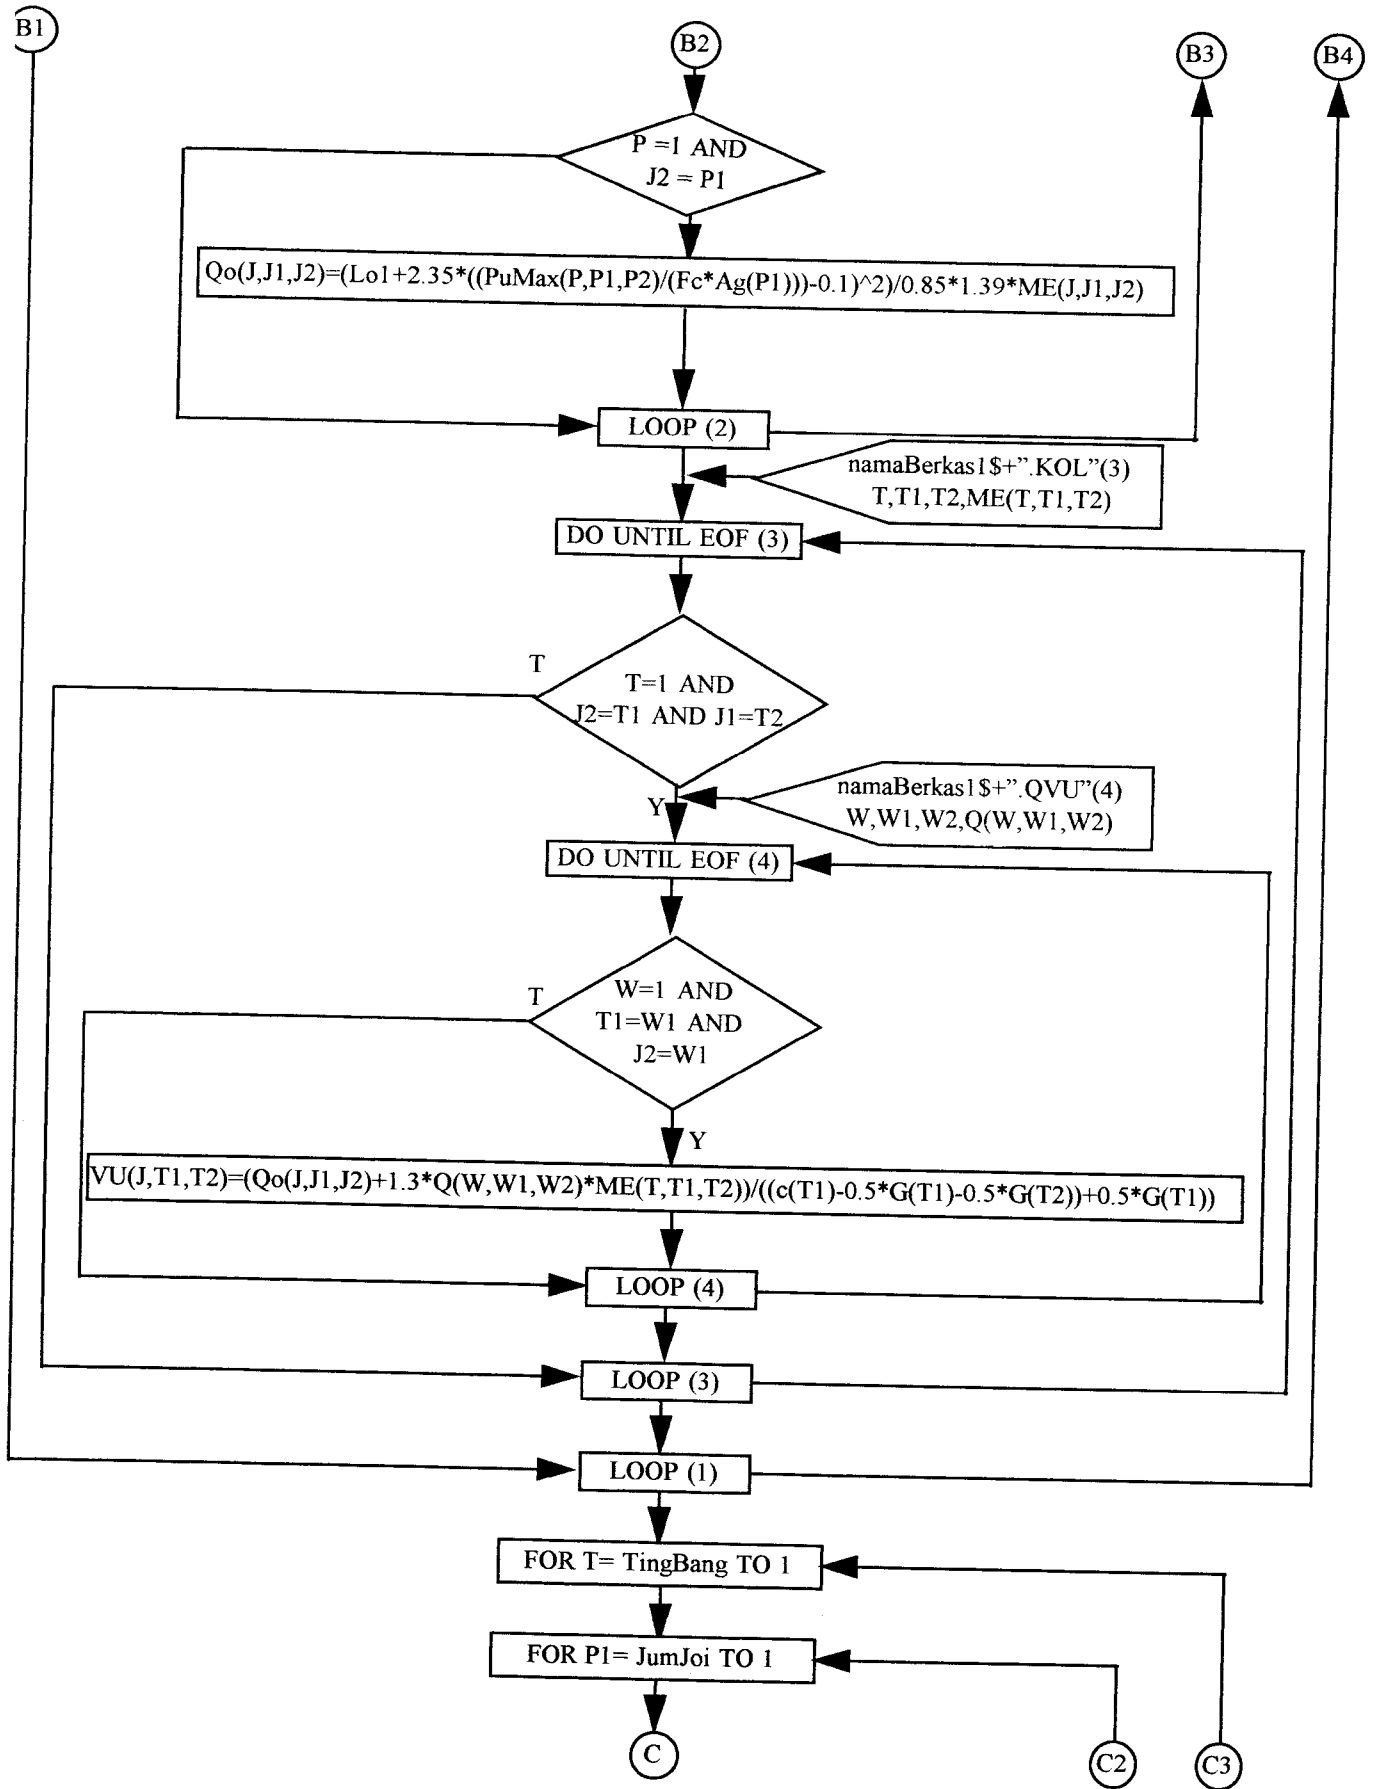 B1
B2
B3
B4
P =1 AND
J2 = P1
Qo(J,J1,J2)=(Lo1+2.35*((PuMax(P,P1,P2)/(Fc*Ag(P1)))-0.1)^2)/0.85*1.39*ME(J,J1,J2)
LOOP (2)
namaBerkas1$+”.KOL”(3)
T,T1,T2,ME(T,T1,T2)
DO UNTIL EOF (3)
T
T=1 AND
J2=T1 AND J1=T2
namaBerkas1$+”.QVU”(4)
W,W1,W2,Q(W,W1,W2)
Y
DO UNTIL EOF (4)
T
W=1 AND
T1=W1 AND
J2=W1
Y
VU(J,T1,T2)=(Qo(J,J1,J2)+1.3*Q(W,W1,W2)*ME(T,T1,T2))/((c(T1)-0.5*G(T1)-0.5*G(T2))+0.5*G(T1))
LOOP (4)
LOOP (3)
LOOP (1)
FOR T= TingBang TO 1
FOR P1= JumJoi TO 1
C
C2
C3